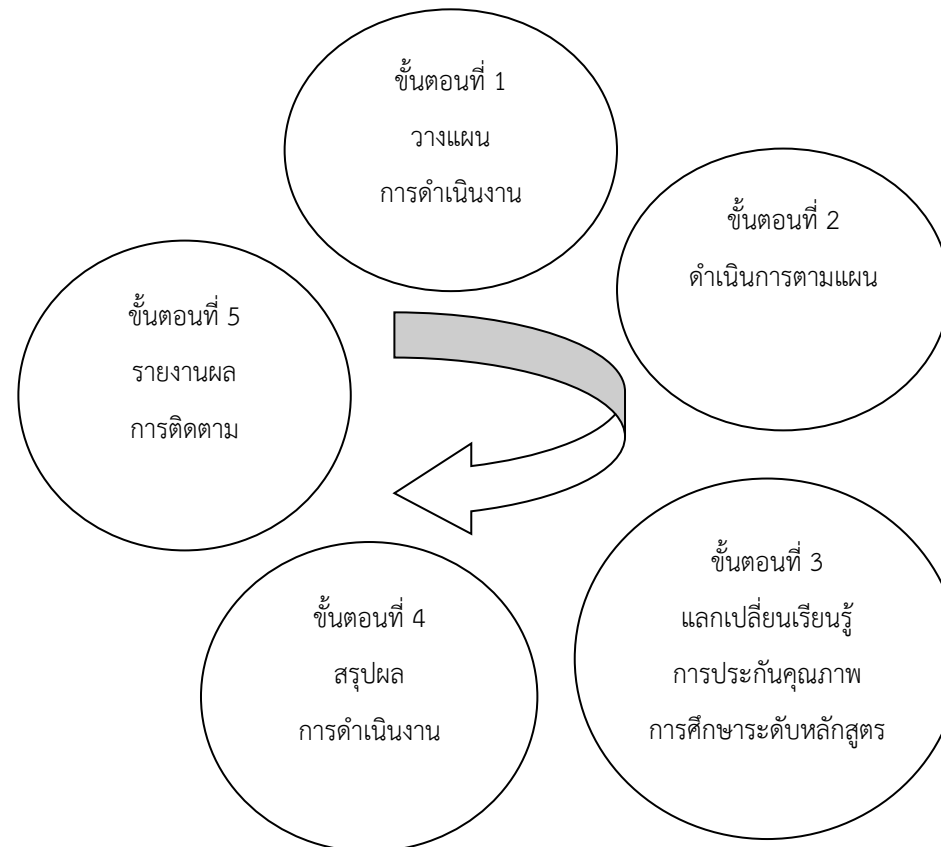 ขั้นตอนที่ 1
วางแผน
การดำเนินงาน
ขั้นตอนที่ 2
ดำเนินการตามแผน
ขั้นตอนที่ 3
แลกเปลี่ยนเรียนรู้
การประกันคุณภาพ
การศึกษาระดับหลักสูตร
ขั้นตอนที่ 4
สรุปผล
การดำเนินงาน
ขั้นตอนที่ 5
รายงานผล
การติดตาม